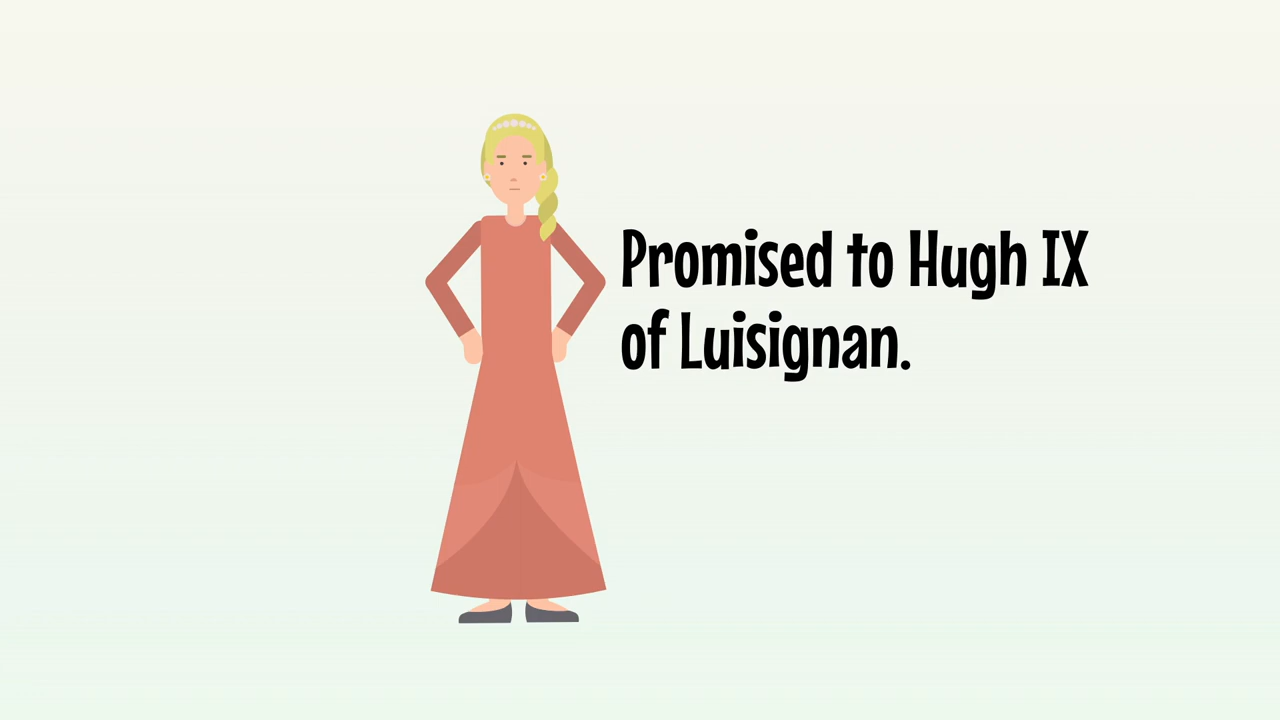 Promised to Hugh IX
of Luisignan.